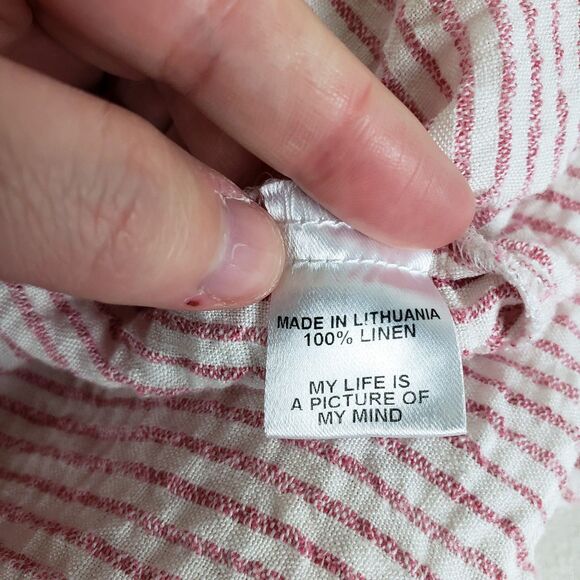 MADE IN LITHUANIA
100% LINEN
MY LIFE IS
A PICTURE OF
MY MIND